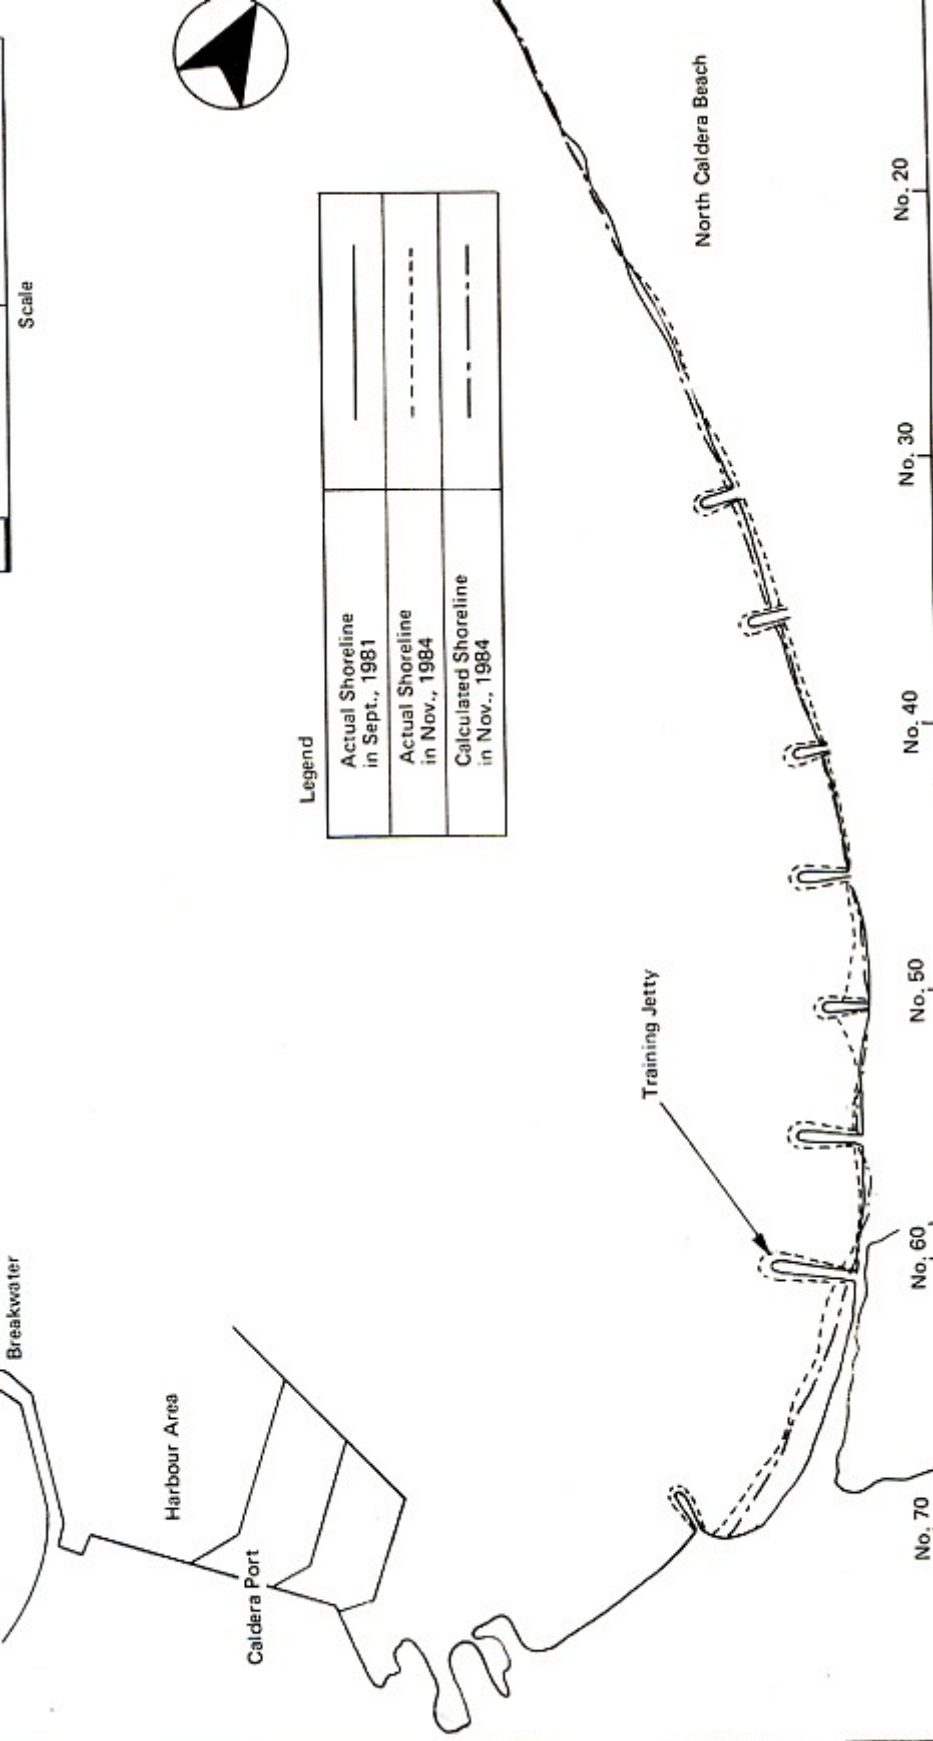 Scale
Breakwater
Harbour Area
Caldera Port
Legend
Actual Shoreline
in Sept., 1981
Actual Shoreline
in Nov., 1984
Calculated Shoreline
in Nov., 1984
North Caldera Beach
Training Jetty
No. 70
No. 60
No. 50
No. 40
No. 30
No. 20